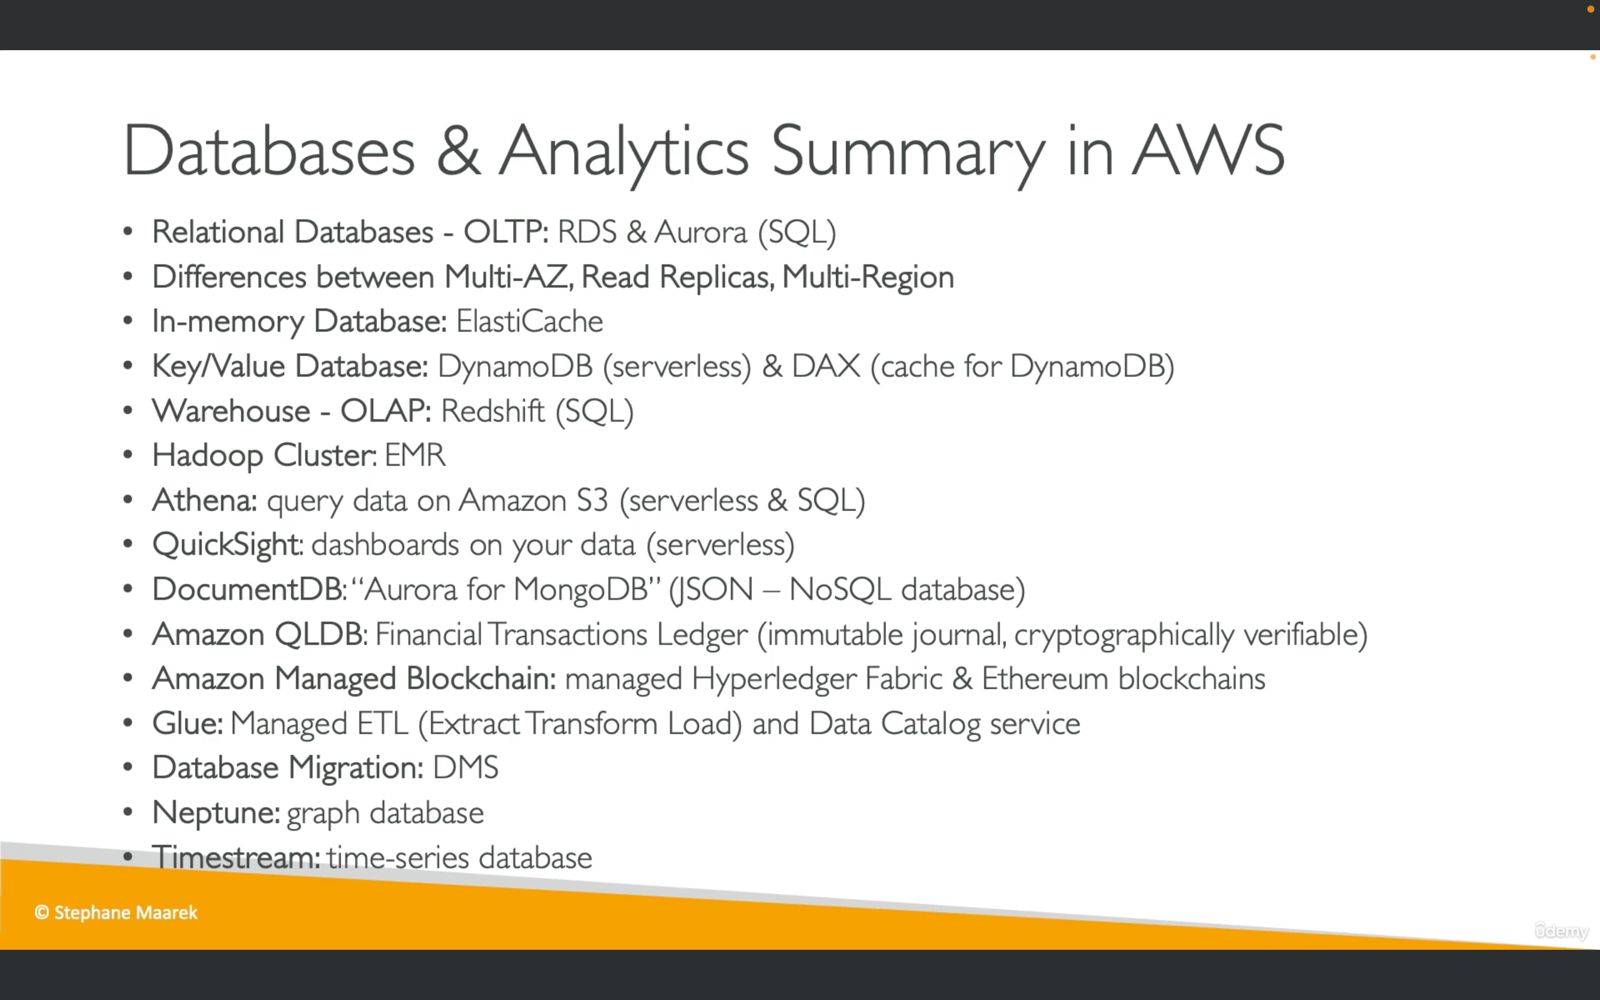 Databases & Analytics Summary in AWS
• Relational Databases - OLTP: RDS & Aurora (SQL)
• Differences between Multi-AZ, Read Replicas, Multi-Region
• In-memory Database: ElastiCache
• Key/Value Database: DynamoDB (serverless) & DAX (cache for DynamoDB)
• Warehouse - OLAP: Redshift (SQL)
• Hadoop Cluster: EMR
• Athena: query data on Amazon S3 (serverless & SQL)
• QuickSight: dashboards on your data (serverless)
• DocumentDB: “Aurora for MongoDB” (JSON – NoSQL database)
• Amazon QLDB: Financial Transactions Ledger (immutable journal, cryptographically verifiable)
• Amazon Managed Blockchain: managed Hyperledger Fabric & Ethereum blockchains
• Glue: Managed ETL (Extract Transform Load) and Data Catalog service
• Database Migration: DMS
• Neptune: graph database
• Timestream: time-series database
© Stephane Maarek
ûdemy